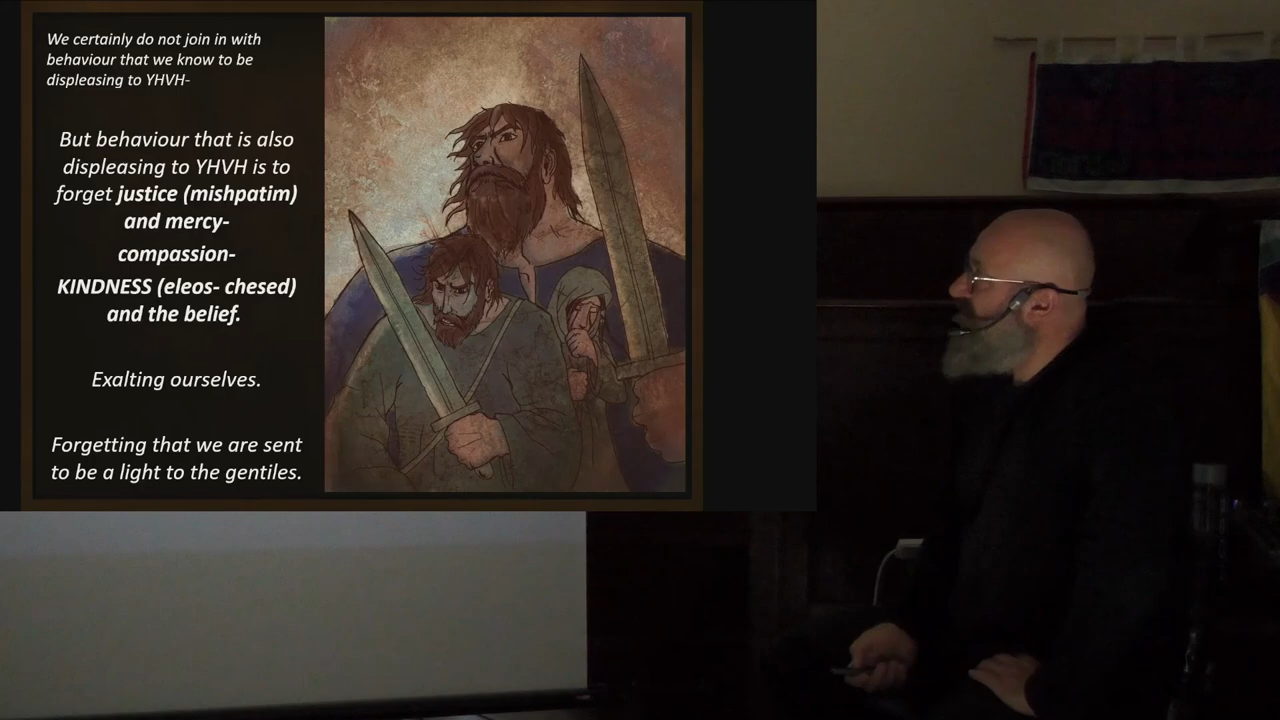 We certainly do not join in with
behaviour that we know to be
displeasing to YHVH-
But behaviour that is also
displeasing to YHVH is to
forget justice (mishpatim)
and mercy-
compassion-
KINDNESS (eleos- chesed)
and the belief.
Exalting ourselves.
Forgetting that we are sent
to be a light to the gentiles.